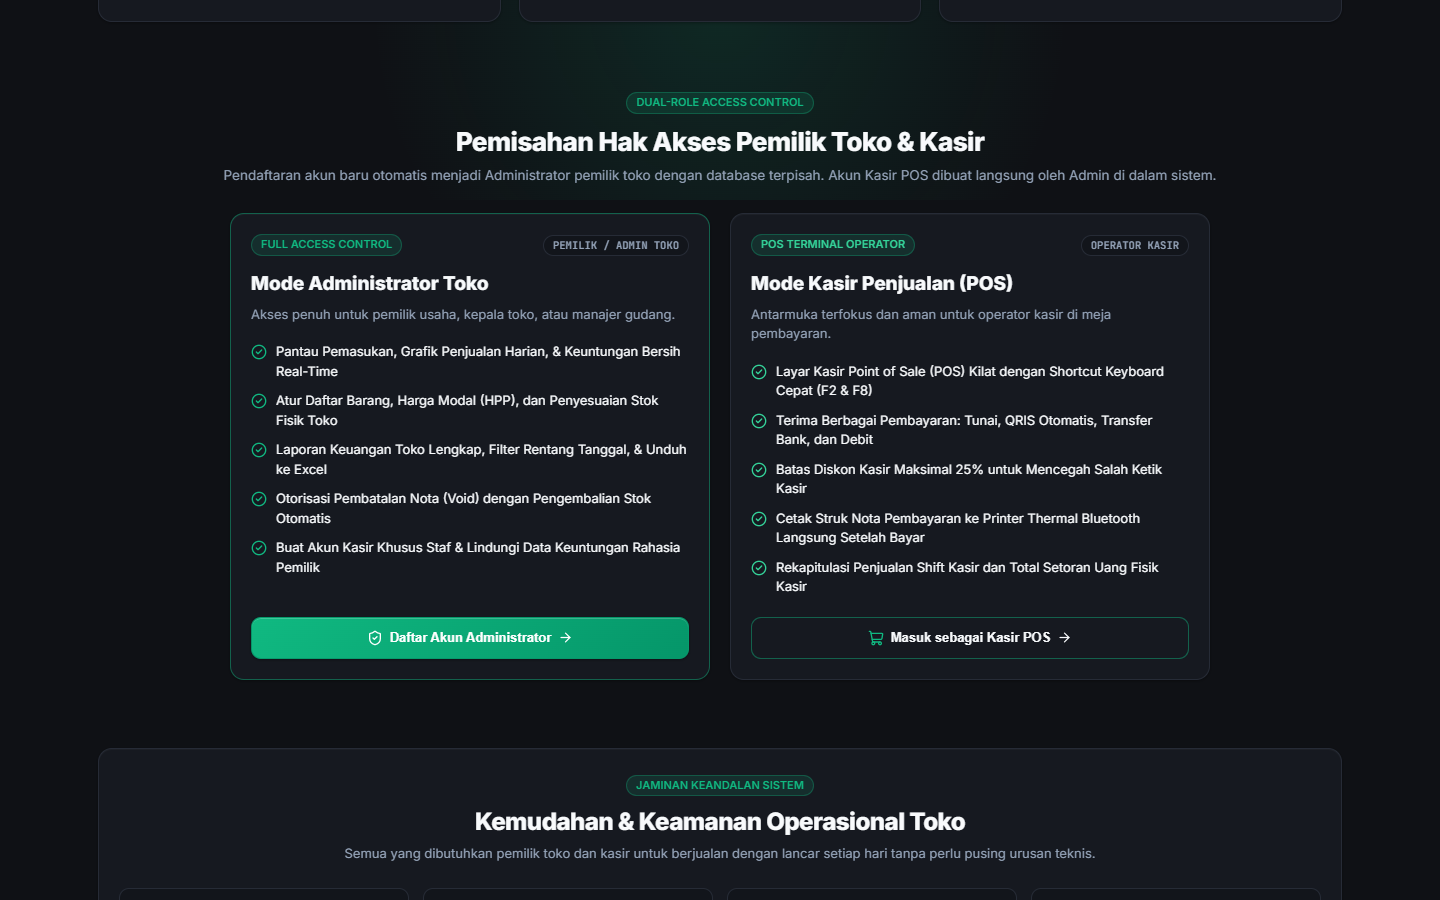 DUAL-ROLE ACCESS CONTROL
Pemisahan Hak Akses Pemilik Toko & Kasir
Pendaftaran akun baru otomatis menjadi Administrator pemilik toko dengan database terpisah. Akun Kasir POS dibuat langsung oleh Admin di dalam sistem.
FULL ACCESS CONTROL
PEMILIK / ADMIN TOKO
Mode Administrator Toko
Akses penuh untuk pemilik usaha, kepala toko, atau manajer gudang.
Pantau Pemasukan, Grafik Penjualan Harian, & Keuntungan Bersih
Real-Time
Atur Daftar Barang, Harga Modal (HPP), dan Penyesuaian Stok
Fisik Toko
Laporan Keuangan Toko Lengkap, Filter Rentang Tanggal, & Unduh
ke Excel
Otorisasi Pembatalan Nota (Void) dengan Pengembalian Stok
Otomatis
Buat Akun Kasir Khusus Staf & Lindungi Data Keuntungan Rahasia
Pemilik
Daftar Akun Administrator
POS TERMINAL OPERATOR
OPERATOR KASIR
Mode Kasir Penjualan (POS)
Antarmuka terfokus dan aman untuk operator kasir di meja
pembayaran.
Layar Kasir Point of Sale (POS) Kilat dengan Shortcut Keyboard
Cepat (F2 & F8)
Terima Berbagai Pembayaran: Tunai, QRIS Otomatis, Transfer
Bank, dan Debit
Batas Diskon Kasir Maksimal 25% untuk Mencegah Salah Ketik
Kasir
Cetak Struk Nota Pembayaran ke Printer Thermal Bluetooth
Langsung Setelah Bayar
Rekapitulasi Penjualan Shift Kasir dan Total Setoran Uang Fisik
Kasir
Masuk sebagai Kasir POS
JAMINAN KEANDALAN SISTEM
Kemudahan & Keamanan Operasional Toko
Semua yang dibutuhkan pemilik toko dan kasir untuk berjualan dengan lancar setiap hari tanpa perlu pusing urusan teknis.